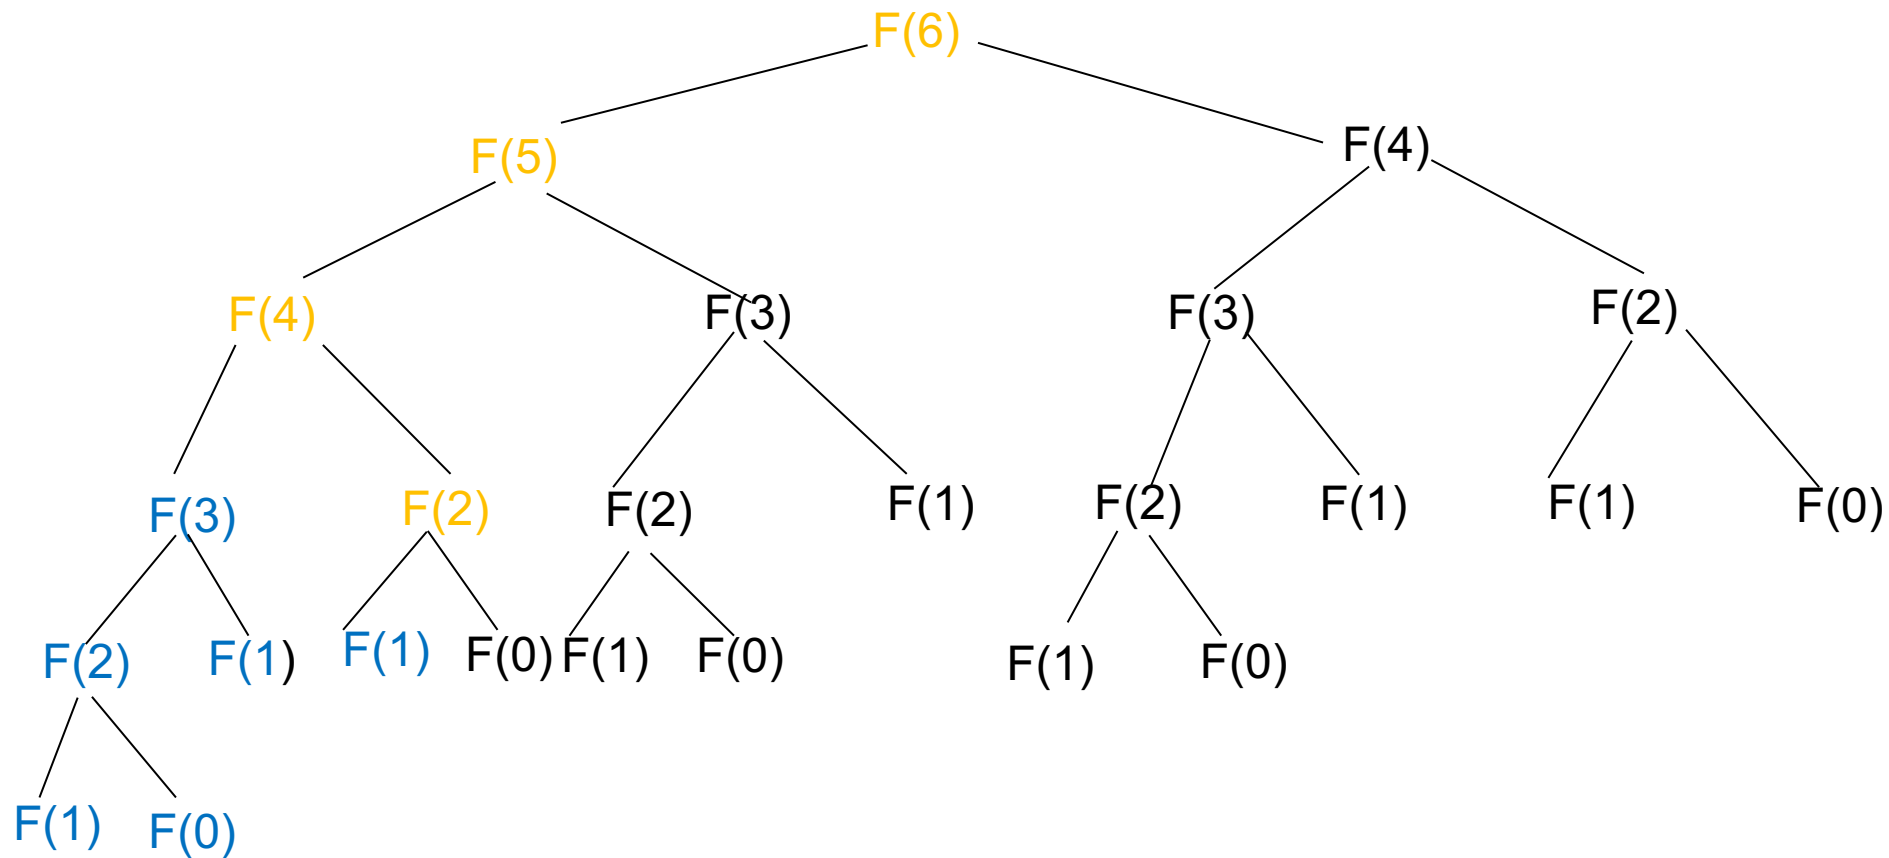 F(6)
F(5) F(4)
F(4) F(3) F(3) F(2)
F(3) F(2) F(2) F(1) F(2) F(1) F(1) F(0)
F(2) F(1) F(1) F(0) F(1) F(0) F(1) F(0)
F(1) F(0)